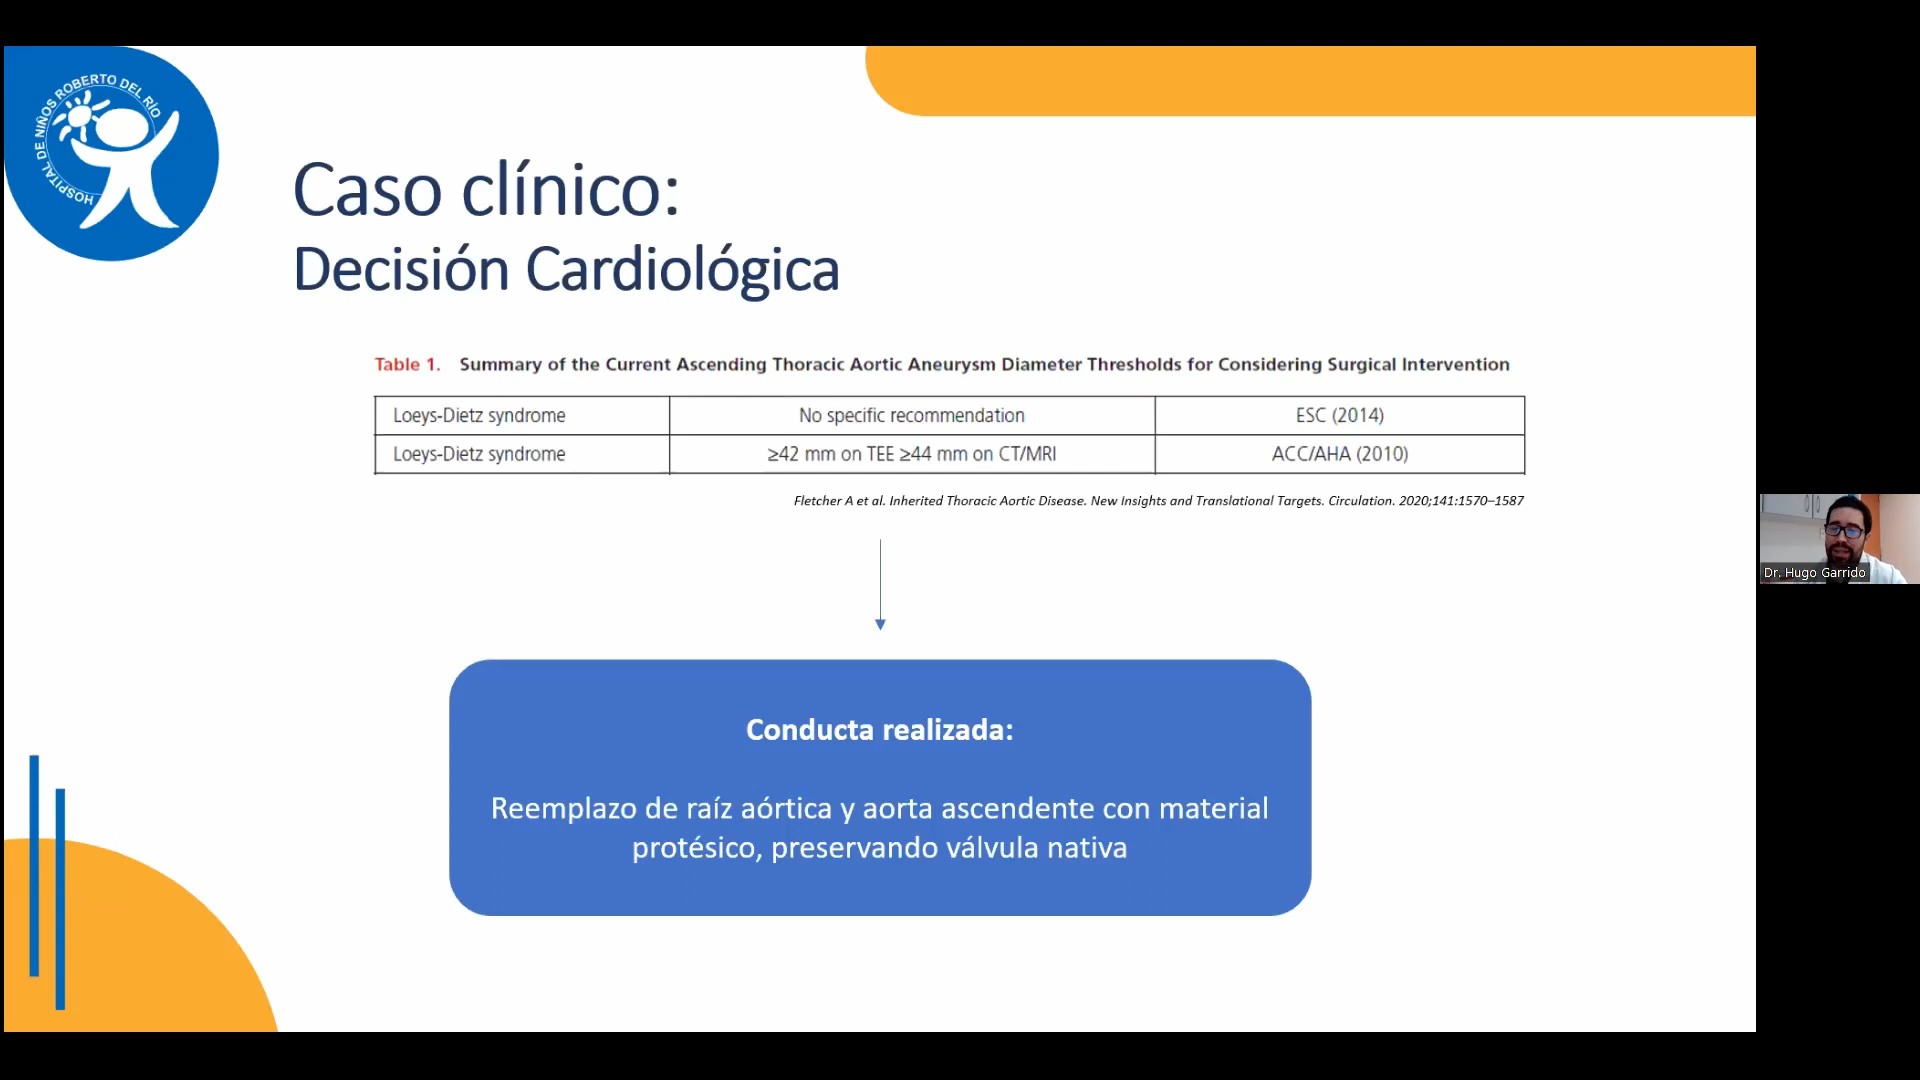 HOSPITAL DE NIÑOS ROBERTO DEL RÍO
Caso clínico:
Decisión Cardiológica
Table 1. Summary of the Current Ascending Thoracic Aortic Aneurysm Diameter Thresholds for Considering Surgical Intervention
Loeys-Dietz syndrome No specific recommendation ESC (2014)
Loeys-Dietz syndrome ≥42 mm on TEE ≥44 mm on CT/MRI ACC/AHA (2010)
Fletcher A et al. Inherited Thoracic Aortic Disease. New Insights and Translational Targets. Circulation. 2020;141:1570–1587
Conducta realizada:
Reemplazo de raíz aórtica y aorta ascendente con material
protésico, preservando válvula nativa
Dr. Hugo Garrido